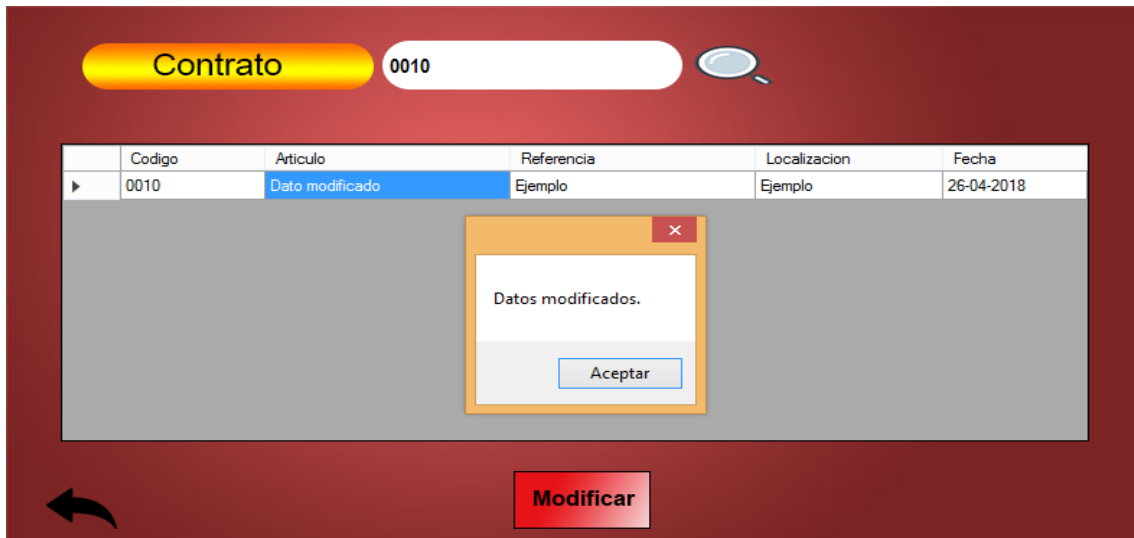 Contrato 0010
Codigo Articulo Referencia Localizacion Fecha
0010 Dato modificado Ejemplo Ejemplo 26-04-2018
Datos modificados.
Aceptar
Modificar